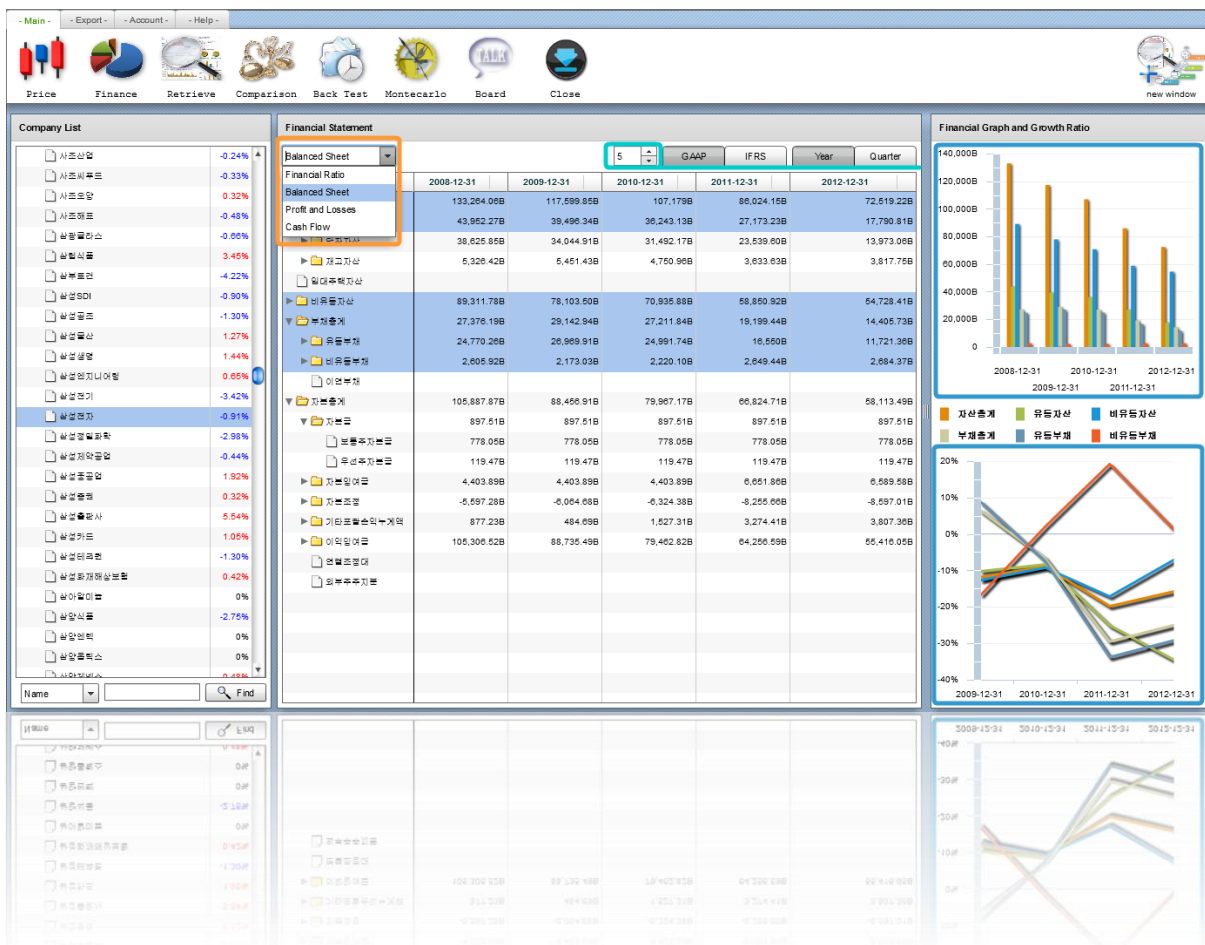 - Main -
- Export -
- Account -
- Help -
Price
Finance
Retrieve
Comparison
Back Test
Montecarlo
TALK
Board
Close
new window
Company List
사조산업 -0.24%
사조씨푸드 -0.33%
사조오양 0.32%
사조해표 -0.48%
삼광글라스 -0.66%
삼립식품 3.45%
삼부토건 -4.22%
삼성SDI -0.90%
삼성공조 -1.30%
삼성물산 1.27%
삼성생명 1.44%
삼성엔지니어링 0.65%
삼성전기 -3.42%
삼성전자 -0.91%
삼성정밀화학 -2.98%
삼성제약공업 -0.44%
삼성중공업 1.92%
삼성증권 0.32%
삼성출판사 5.54%
삼성카드 1.05%
삼성테크윈 -1.30%
삼성화재해상보험 0.42%
삼아알미늄 0%
삼양식품 -2.75%
삼양엔텍 0%
삼양옵틱스 0%
0.48%
Name
Find
Financial Statement
Balanced Sheet
Financial Ratio
Balanced Sheet
Profit and Losses
Cash Flow
5
GAAP
IFRS
Year
Quarter
2008-12-31 2009-12-31 2010-12-31 2011-12-31 2012-12-31
133,264.06B 117,599.85B 107,179B 86,024.15B 72,519.22B
43,952.27B 39,496.34B 36,243.13B 27,173.23B 17,790.81B
당좌자산 38,625.85B 34,044.91B 31,492.17B 23,539.60B 13,973.06B
재고자산 5,326.42B 5,451.43B 4,750.96B 3,633.63B 3,817.75B
임대주택자산
비유동자산 89,311.78B 78,103.50B 70,935.88B 58,850.92B 54,728.41B
부채총계 27,376.19B 29,142.94B 27,211.84B 19,199.44B 14,405.73B
유동부채 24,770.26B 26,969.91B 24,991.74B 16,550B 11,721.36B
비유동부채 2,605.92B 2,173.03B 2,220.10B 2,649.44B 2,684.37B
이연부채
자본총계 105,887.87B 88,456.91B 79,967.17B 66,824.71B 58,113.49B
자본금 897.51B 897.51B 897.51B 897.51B 897.51B
보통주자본금 778.05B 778.05B 778.05B 778.05B 778.05B
우선주자본금 119.47B 119.47B 119.47B 119.47B 119.47B
자본잉여금 4,403.89B 4,403.89B 4,403.89B 6,651.86B 6,589.58B
자본조정 -5,597.28B -6,064.68B -6,324.38B -8,255.66B -8,597.01B
기타포괄손익누계액 877.23B 484.69B 1,527.31B 3,274.41B 3,807.36B
이익잉여금 105,306.52B 88,735.49B 79,462.82B 64,256.59B 55,416.05B
연결조정대
외부주주지분
Financial Graph and Growth Ratio
140,000B
120,000B
100,000B
80,000B
60,000B
40,000B
20,000B
0
2008-12-31 2010-12-31 2012-12-31
2009-12-31 2011-12-31
자산총계 유동자산 비유동자산
부채총계 유동부채 비유동부채
20%
10%
0%
-10%
-20%
-30%
-40%
2009-12-31 2010-12-31 2011-12-31 2012-12-31